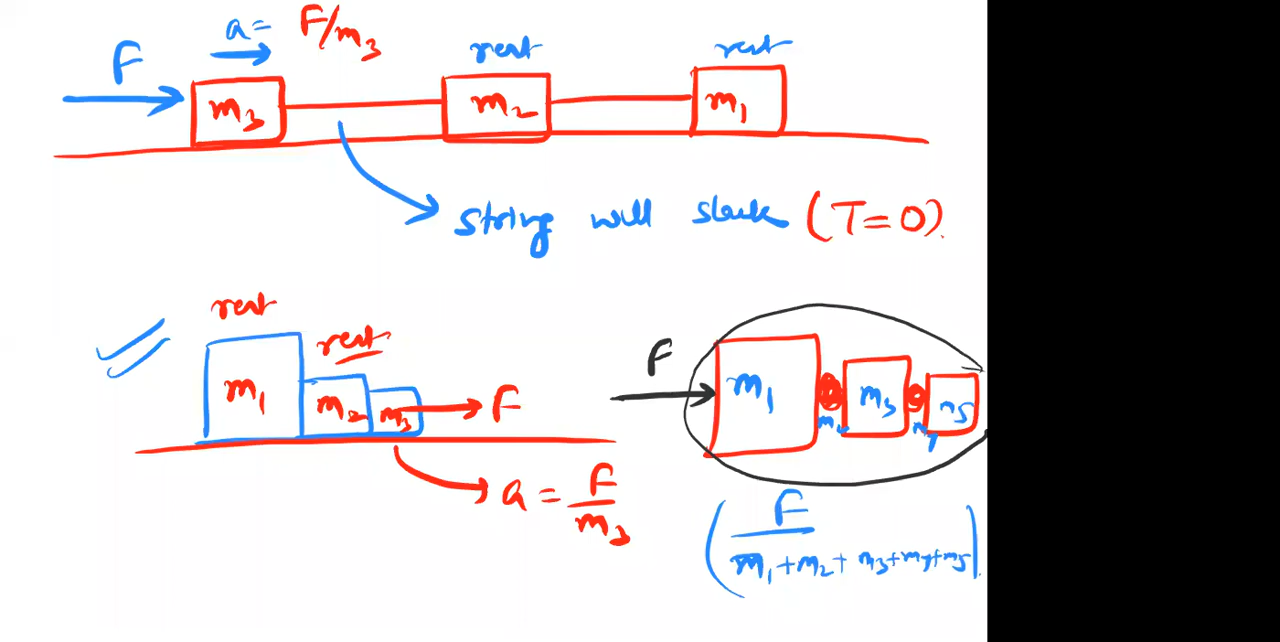 a = F/m3
F rest rest
m3 m2 m1
string will slack (T=0).
rest
rest
m1 m2 m3 F
a = F/m3
F
m1 m3 m5
F
m1+m2+m3+m4+m5